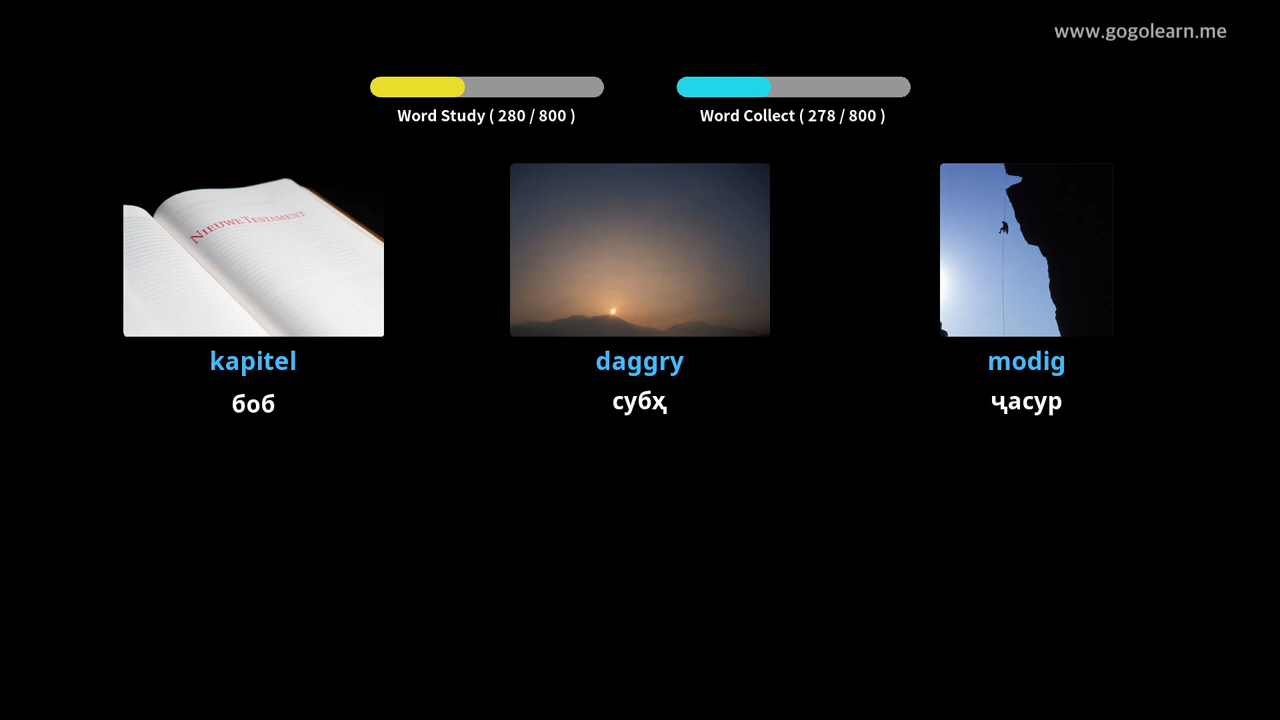 www.gogolearn.me
Word Study ( 280 / 800 )
Word Collect ( 278 / 800 )
NIEUWE TESTAMENT
kapitel
daggry
modig
боб
субҳ
ҷасур